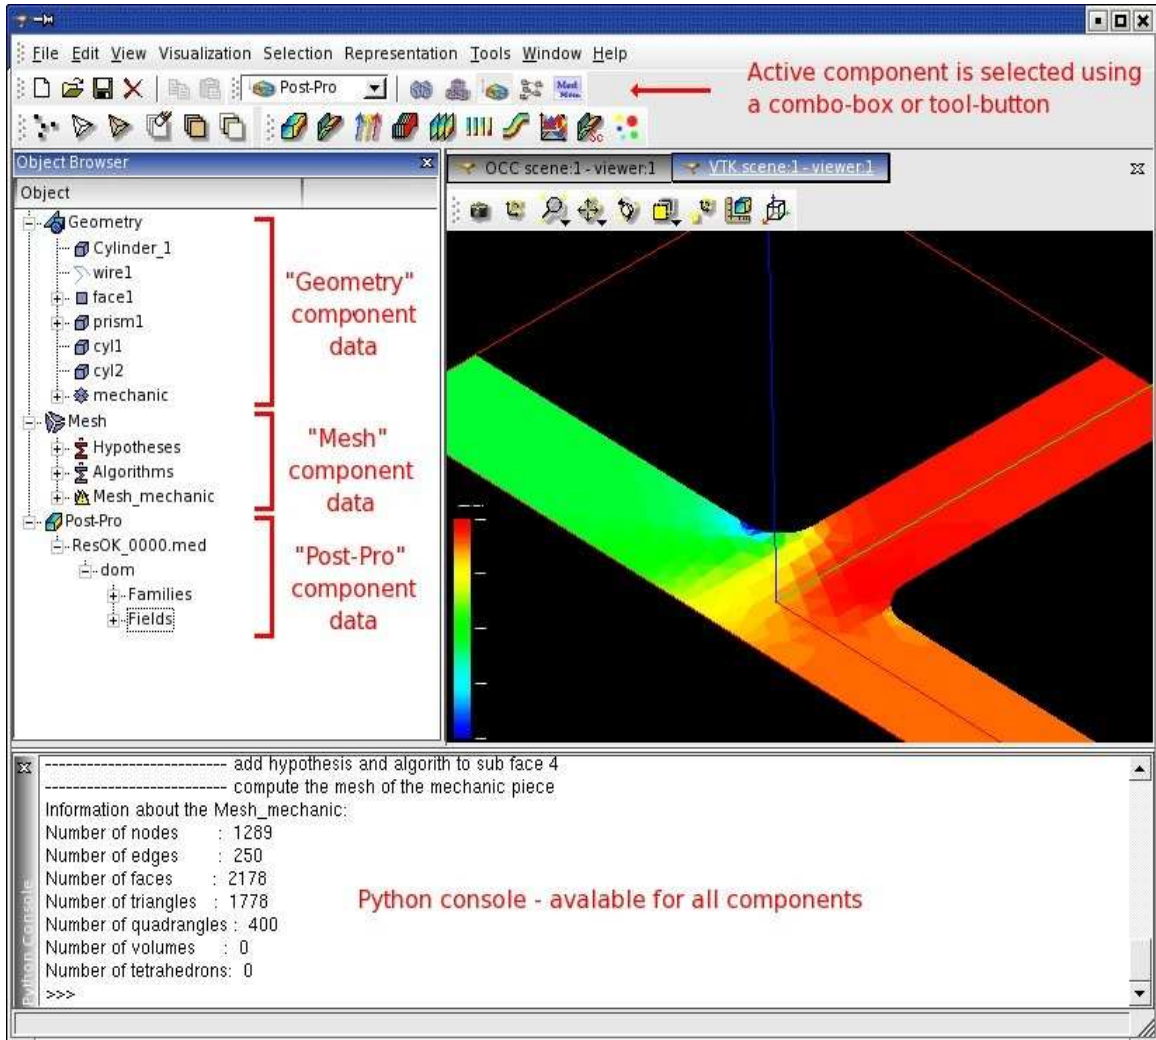 File Edit View Visualization Selection Representation Tools Window Help
Post-Pro
Active component is selected using
a combo-box or tool-button
Object Browser
OCC scene:1 - viewer:1
VTK scene:1 - viewer:1
Object
Geometry
Cylinder_1
wire1
face1
prism1
cyl1
cyl2
mechanic
"Geometry"
component
data
Mesh
Hypotheses
Algorithms
Mesh_mechanic
"Mesh"
component
data
Post-Pro
ResOK_0000.med
dom
Families
Fields
"Post-Pro"
component
data
-------------------------- add hypothesis and algorith to sub face 4
-------------------------- compute the mesh of the mechanic piece
Information about the Mesh_mechanic:
Number of nodes : 1289
Number of edges : 250
Number of faces : 2178
Number of triangles : 1778
Number of quadrangles : 400
Number of volumes : 0
Number of tetrahedrons: 0
>>>
Python console - avalable for all components
Python Console